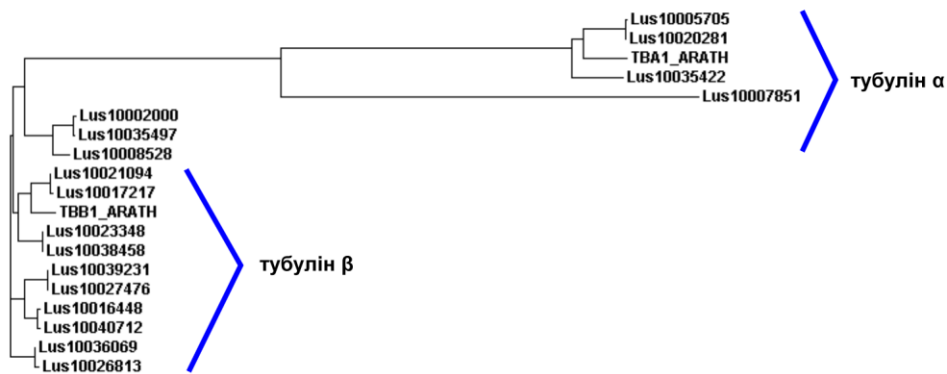 Lus10005705
Lus10020281
TBA1_ARATH
Lus10035422
Lus10007851
тубулін α
Lus10002000
Lus10035497
Lus10008528
Lus10021094
Lus10017217
TBB1_ARATH
Lus10023348
Lus10038458
Lus10039231
Lus10027476
Lus10016448
Lus10040712
Lus10036069
Lus10026813
тубулін β